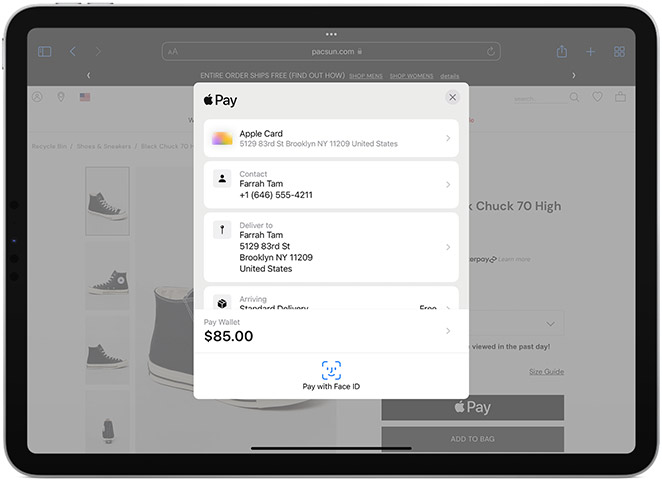 AA
pacsun.com
ENTIRE ORDER SHIPS FREE (FIND OUT HOW) SHOP MENS SHOP WOMENS details
Pay
SEARCH...
Apple Card
5129 83rd St Brooklyn NY 11209 United States
Recycle Bin / Shoes & Sneakers / Black Chuck 70 H
Contact
Farrah Tam
+1 (646) 555-4211
k Chuck 70 High
Deliver to
Farrah Tam
5129 83rd St
Brooklyn NY 11209
United States
erpay Learn more
Arriving
Standard Delivery Free
Pay Wallet
$85.00
viewed in the past day!
Size Guide
Pay with Face ID
Pay
ADD TO BAG